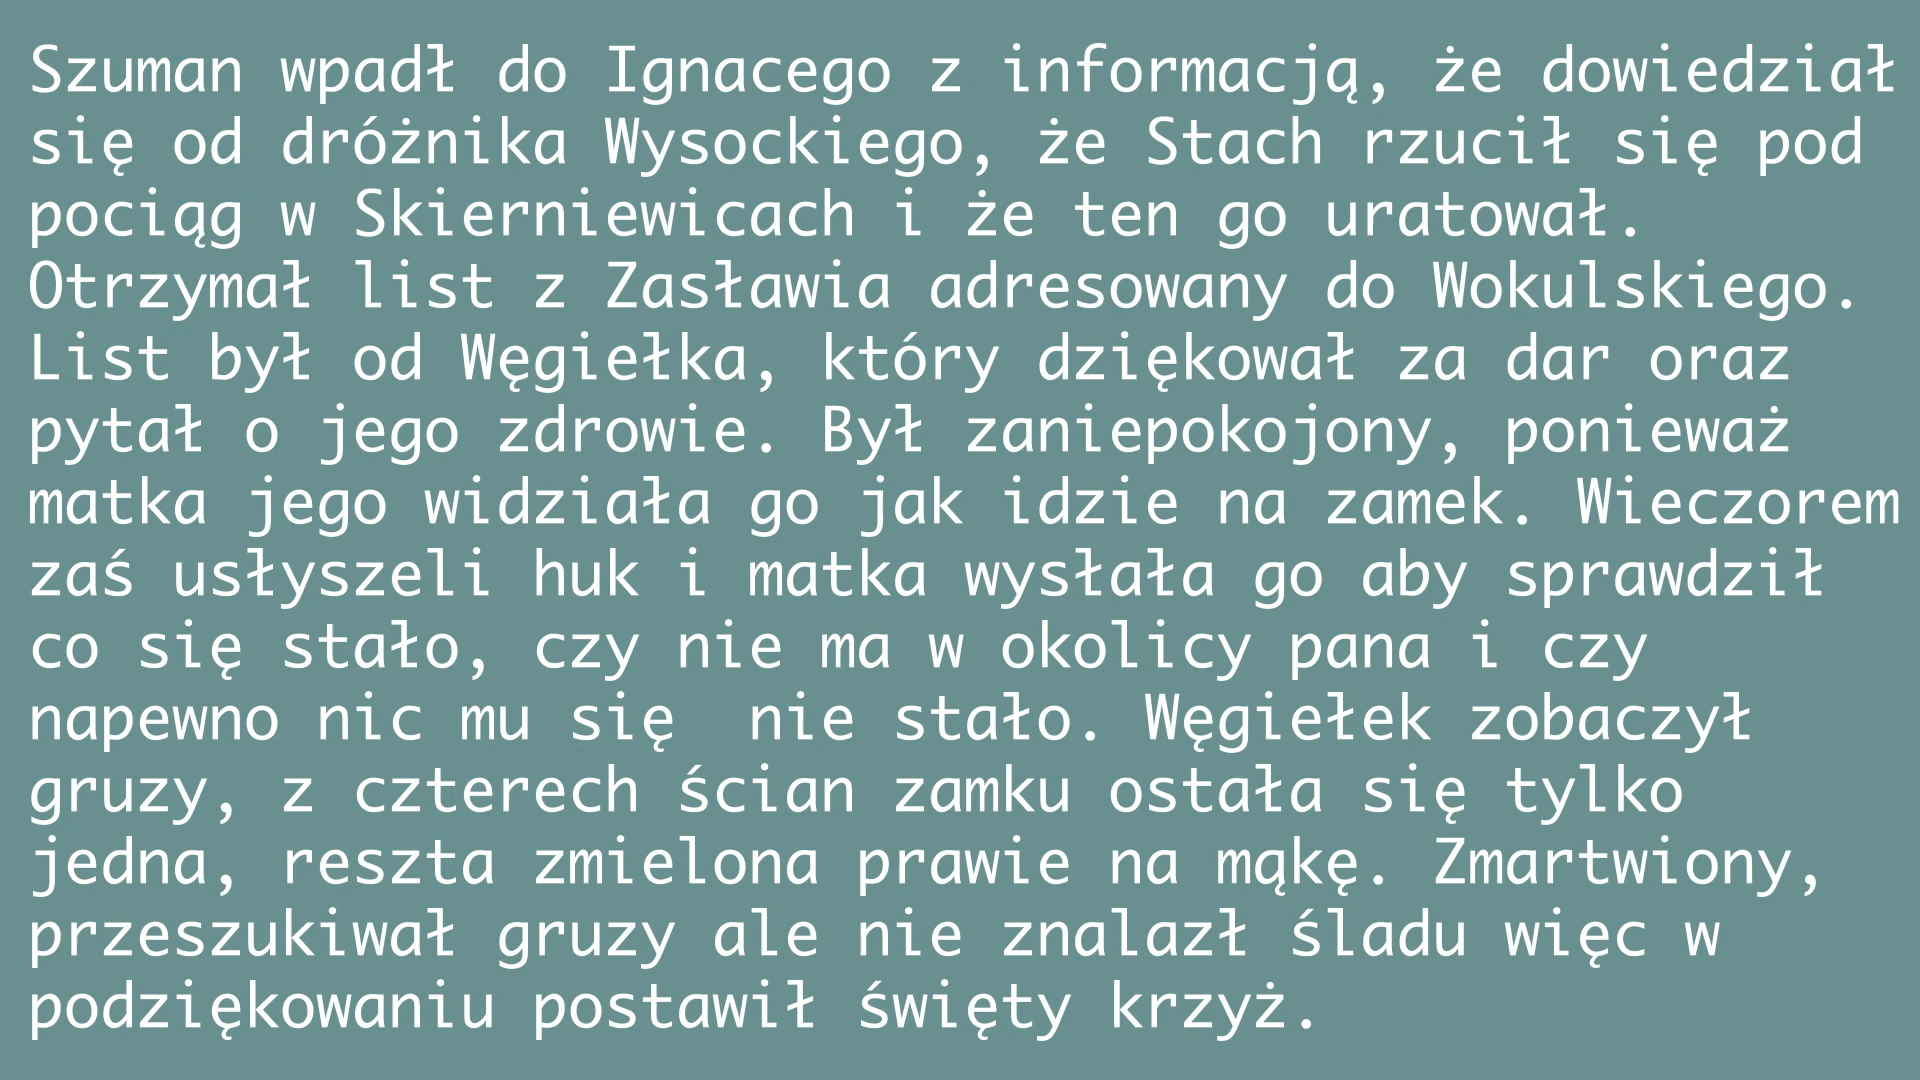 Szuman wpadł do Ignacego z informacją, że dowiedział
się od dróżnika Wysockiego, że Stach rzucił się pod
pociąg w Skierniewicach i że ten go uratował.
Otrzymał list z Zasławia adresowany do Wokulskiego.
List był od Węgiełka, który dziękował za dar oraz
pytał o jego zdrowie. Był zaniepokojony, ponieważ
matka jego widziała go jak idzie na zamek. Wieczorem
zaś usłyszeli huk i matka wysłała go aby sprawdził
co się stało, czy nie ma w okolicy pana i czy
napewno nic mu się  nie stało. Węgiełek zobaczył
gruzy, z czterech ścian zamku ostała się tylko
jedna, reszta zmielona prawie na mąkę. Zmartwiony,
przeszukiwał gruzy ale nie znalazł śladu więc w
podziękowaniu postawił święty krzyż.